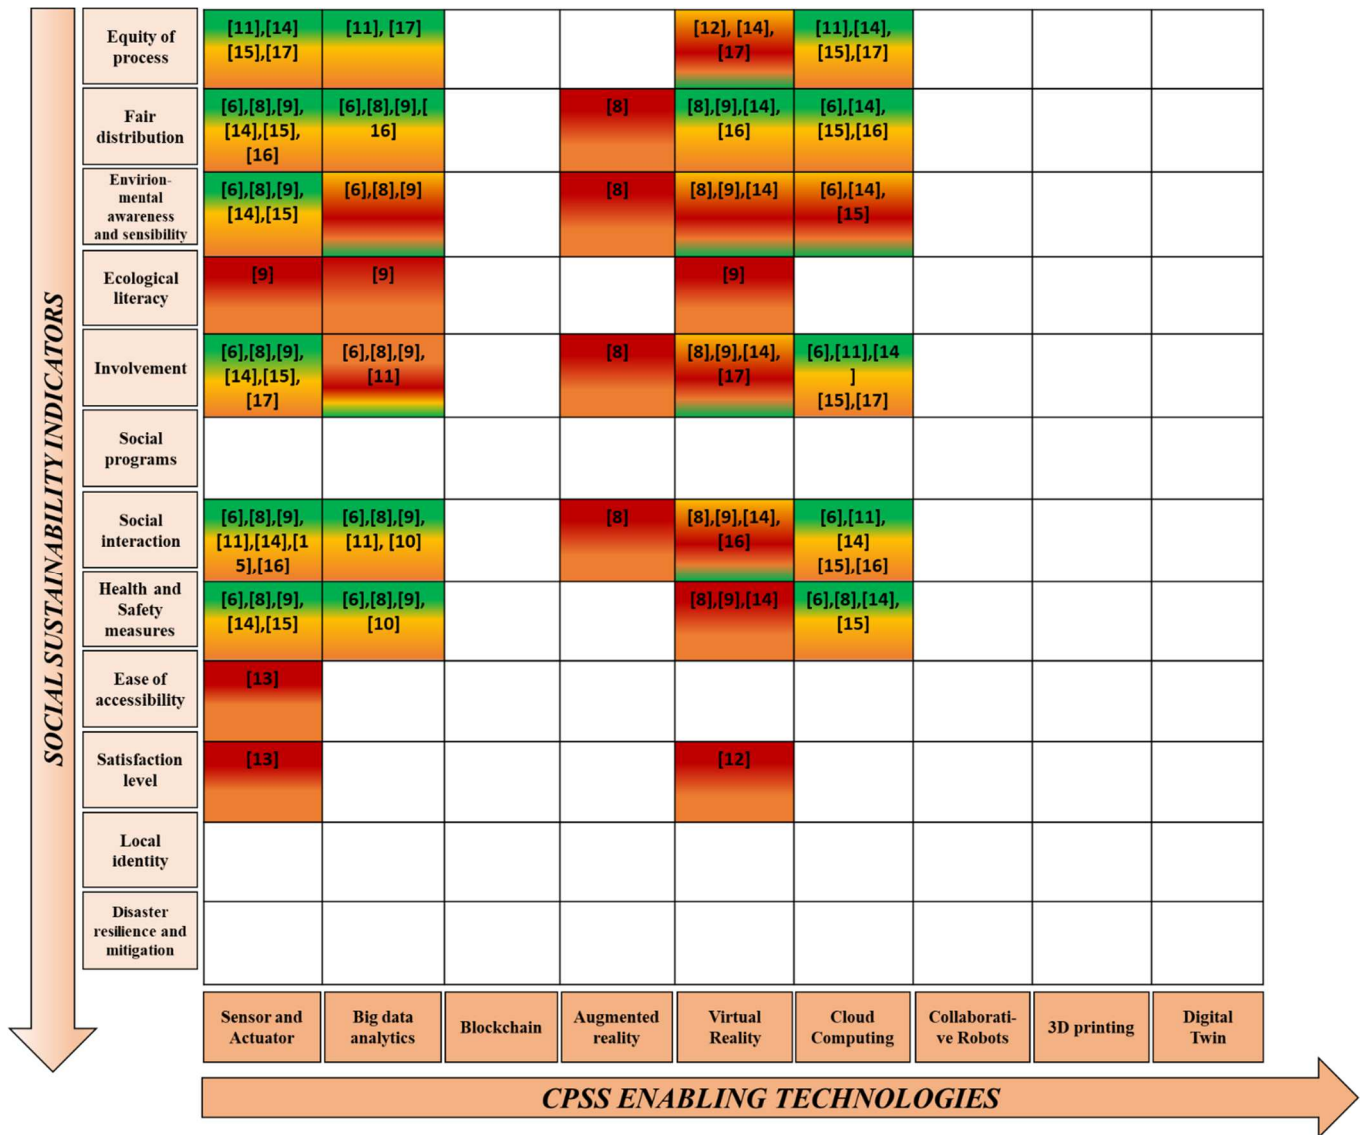 SOCIAL SUSTAINABILITY INDICATORS
Equity of
process
[11],[14]
[15],[17]
[11], [17]
[12], [14],
[17]
[11],[14],
[15],[17]
Fair
distribution
[6],[8],[9],
[14],[15],
[16]
[6],[8],[9],[
16]
[8]
[8],[9],[14],
[16]
[6],[14],
[15],[16]
Envirion-
mental
awareness
and sensibility
[6],[8],[9],
[14],[15]
[6],[8],[9]
[8]
[8],[9],[14]
[6],[14],
[15]
Ecological
literacy
[9]
[9]
[9]
Involvement
[6],[8],[9],
[14],[15],
[17]
[6],[8],[9],
[11]
[8]
[8],[9],[14],
[17]
[6],[11],[14
]
[15],[17]
Social
programs
Social
interaction
[6],[8],[9],
[11],[14],[1
5],[16]
[6],[8],[9],
[11], [10]
[8]
[8],[9],[14],
[16]
[6],[11],
[14]
[15],[16]
Health and
Safety
measures
[6],[8],[9],
[14],[15]
[6],[8],[9],
[10]
[8],[9],[14]
[6],[8],[14],
[15]
Ease of
accessibility
[13]
Satisfaction
level
[13]
[12]
Local
identity
Disaster
resilience and
mitigation
Sensor and
Actuator
Big data
analytics
Blockchain
Augmented
reality
Virtual
Reality
Cloud
Computing
Collaborati-
ve Robots
3D printing
Digital
Twin
CPSS ENABLING TECHNOLOGIES